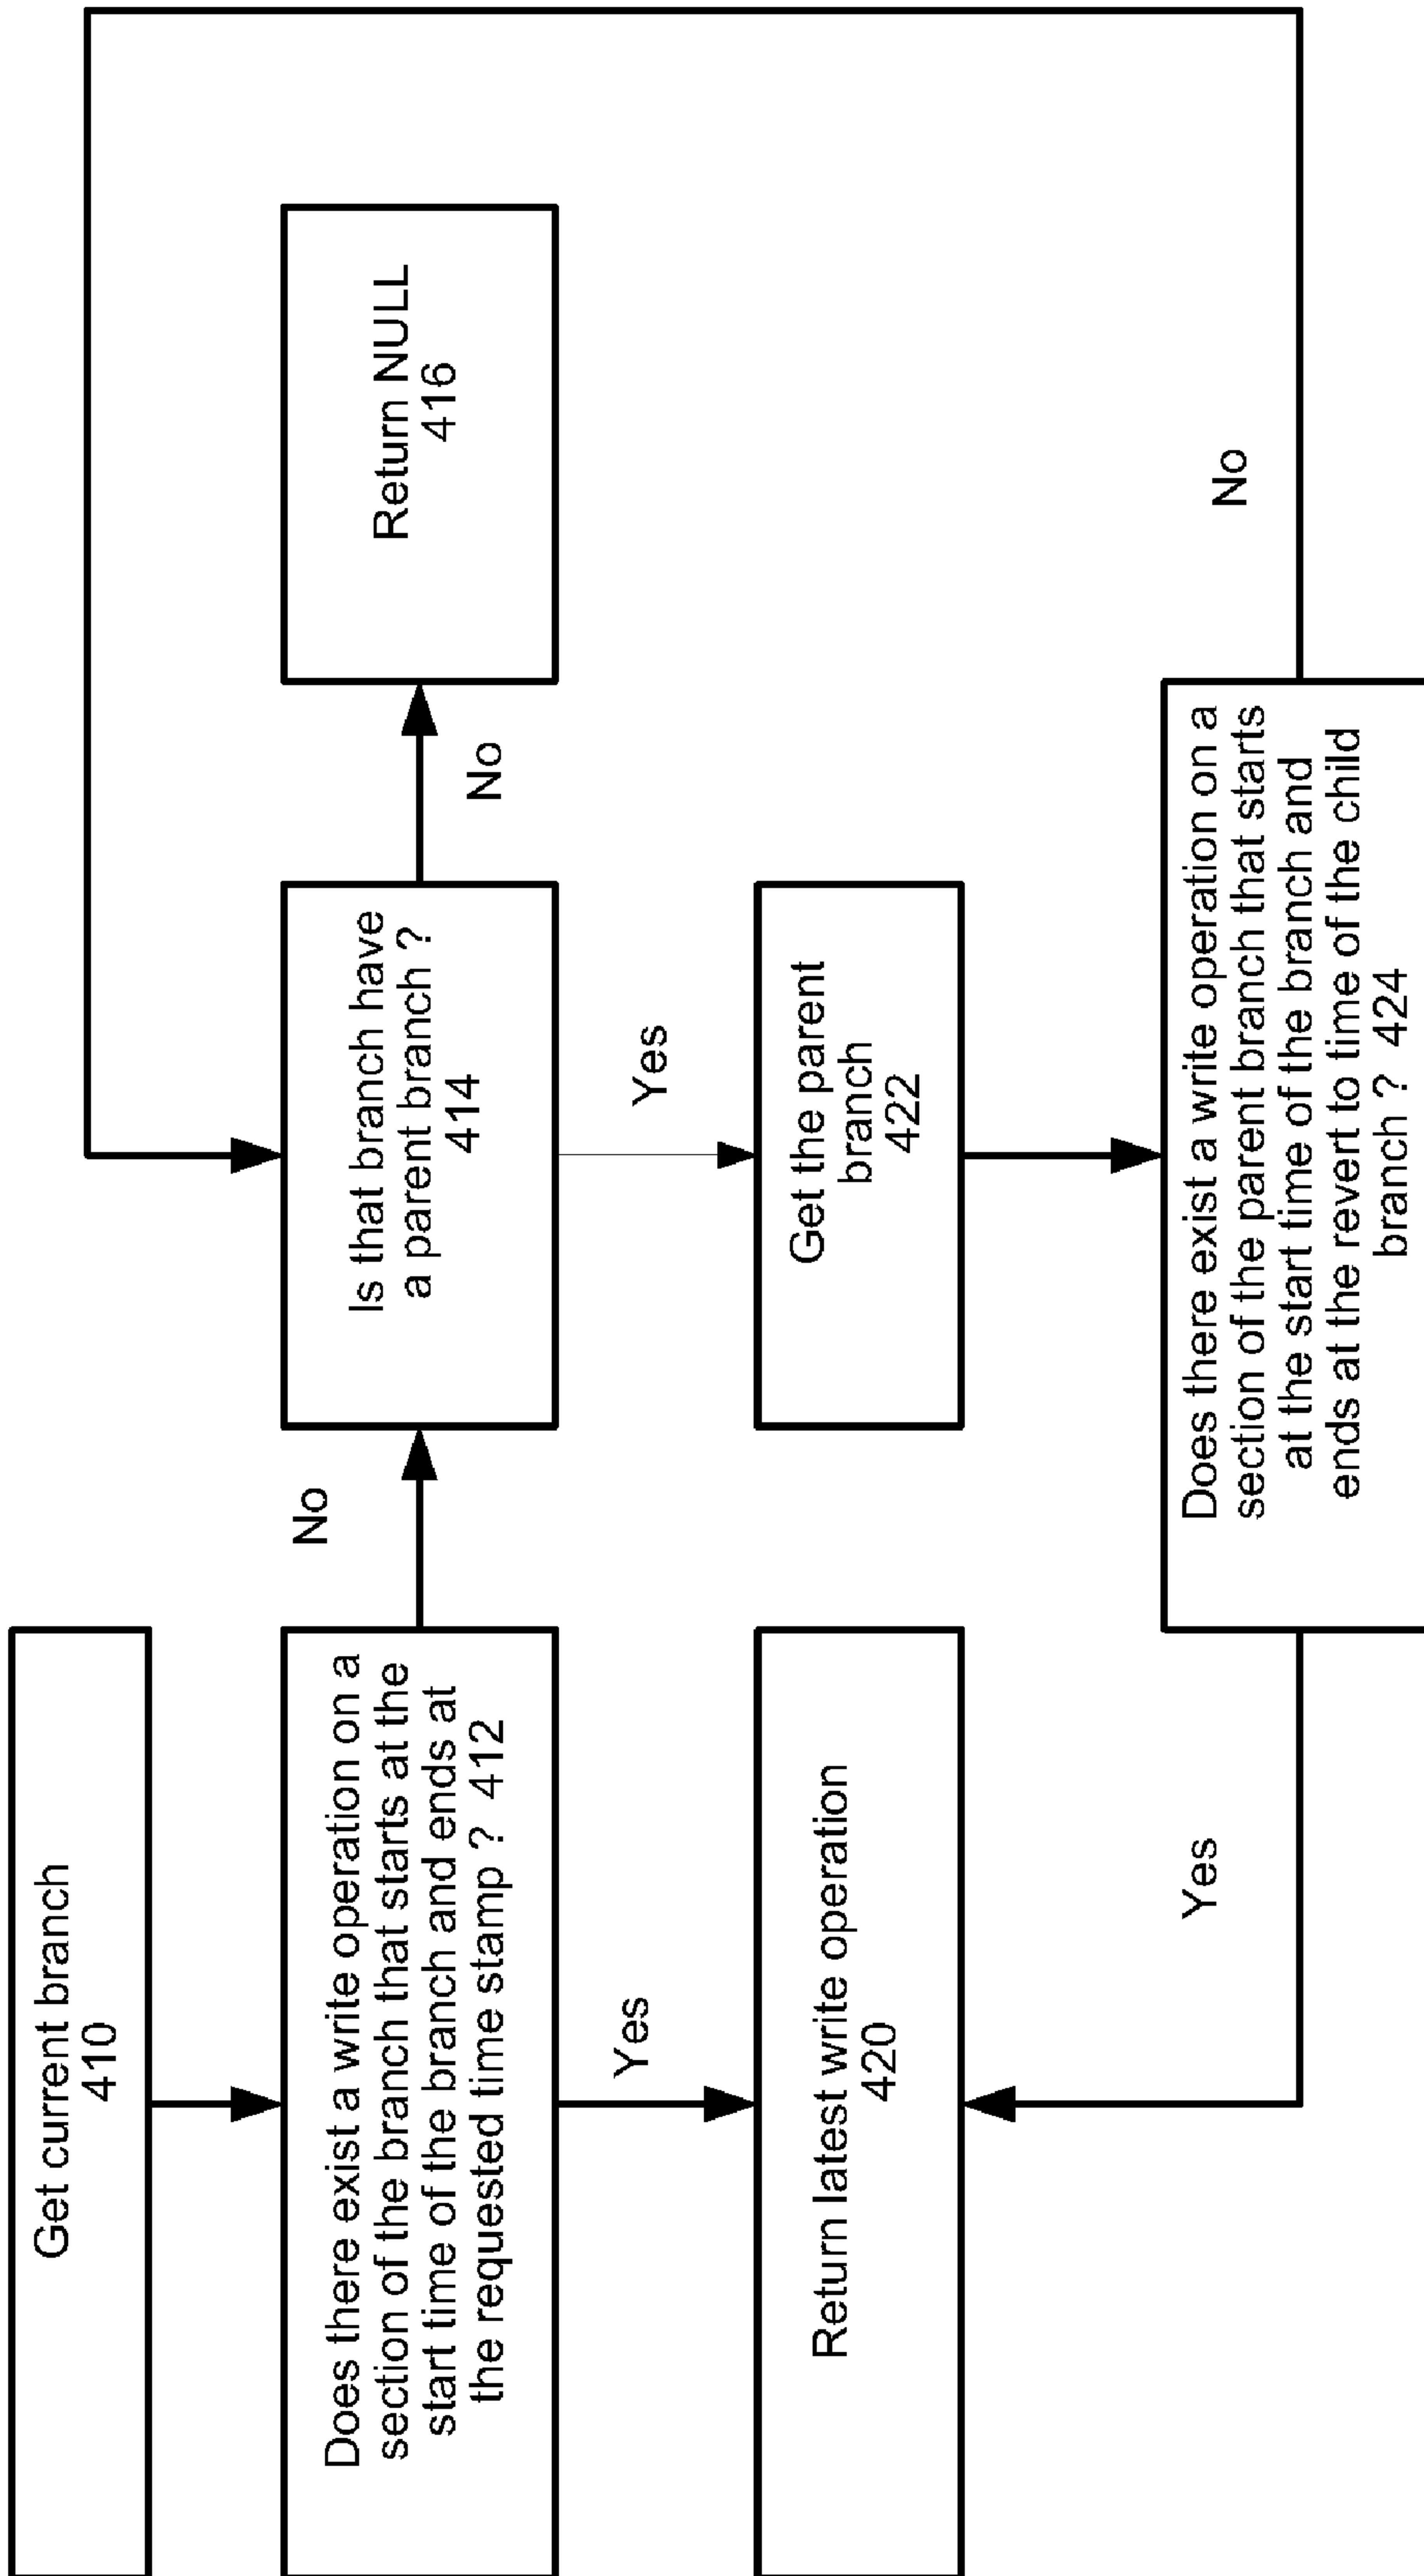 Get current branch
410
Does there exist a write operation on a
section of the branch that starts at the
start time of the branch and ends at
the requested time stamp ? 412
No
Is that branch have
a parent branch ?
414
No
Return NULL
416
Yes
Return latest write operation
420
Yes
Get the parent
branch
422
Does there exist a write operation on a
section of the parent branch that starts
at the start time of the branch and
ends at the revert to time of the child
branch ? 424
Yes
No